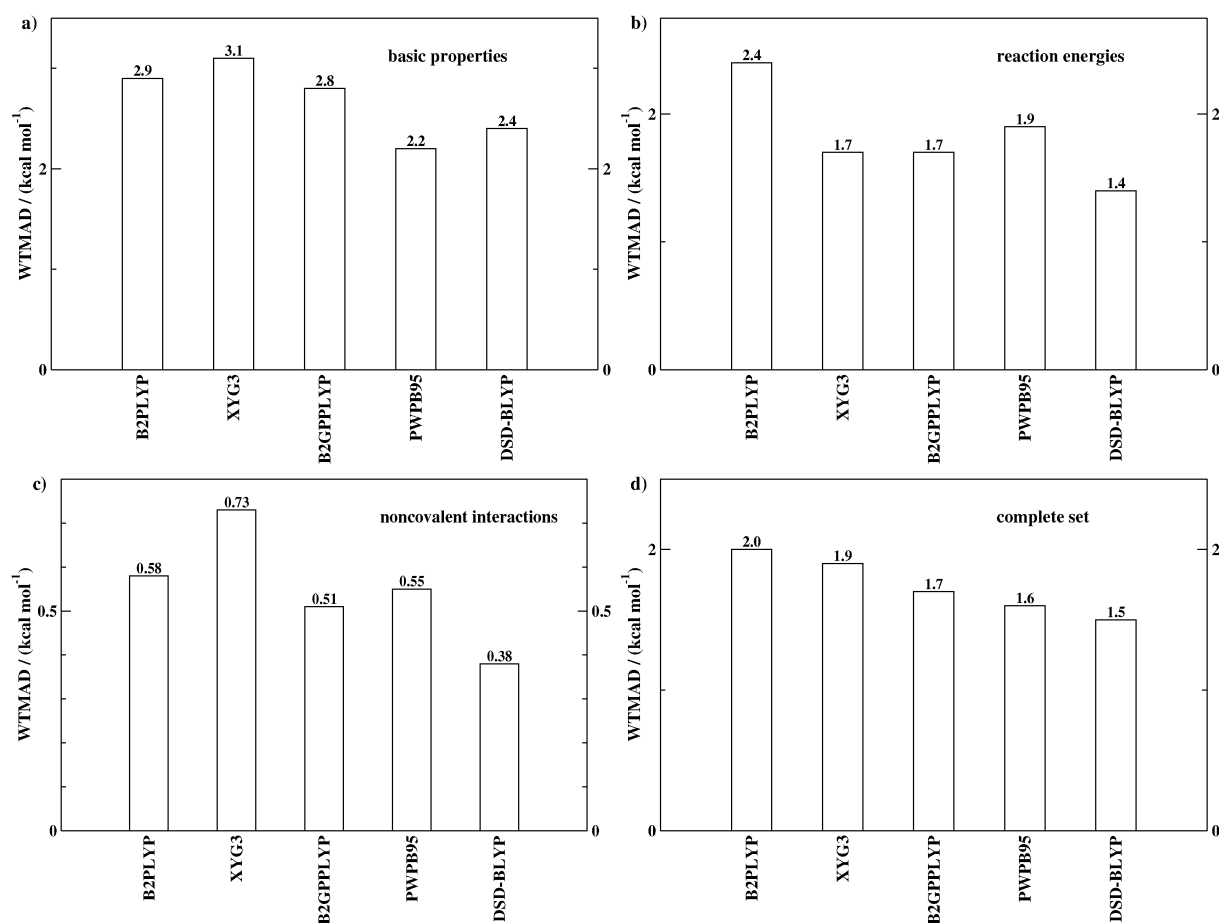 a)
basic properties
WTMAD / (kcal mol⁻¹)
2.9
3.1
2.8
2.2
2.4
2
0
2
0
B2PLYP
XYG3
B2GPPLYP
PWPB95
DSD-BLYP
b)
reaction energies
WTMAD / (kcal mol⁻¹)
2.4
1.7
1.7
1.9
1.4
2
0
2
0
B2PLYP
XYG3
B2GPPLYP
PWPB95
DSD-BLYP
c)
noncovalent interactions
WTMAD / (kcal mol⁻¹)
0.58
0.73
0.51
0.55
0.38
0.5
0
0.5
0
B2PLYP
XYG3
B2GPPLYP
PWPB95
DSD-BLYP
d)
complete set
WTMAD / (kcal mol⁻¹)
2.0
1.9
1.7
1.6
1.5
2
0
2
0
B2PLYP
XYG3
B2GPPLYP
PWPB95
DSD-BLYP